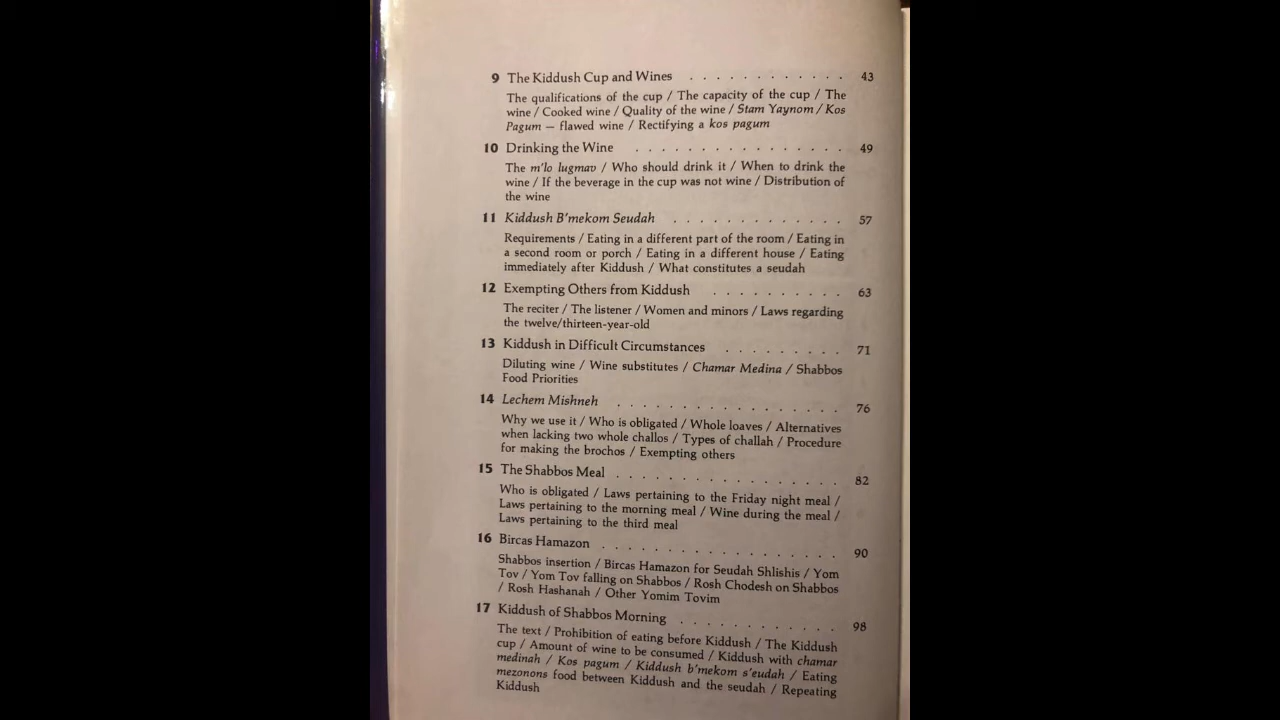 9 The Kiddush Cup and Wines . . . . . . . . . . . . 43
The qualifications of the cup / The capacity of the cup / The
wine / Cooked wine / Quality of the wine / Stam Yaynom / Kos
Pagum — flawed wine / Rectifying a kos pagum
10 Drinking the Wine . . . . . . . . . . . . . . . . 49
The m'lo lugmav / Who should drink it / When to drink the
wine / If the beverage in the cup was not wine / Distribution of
the wine
11 Kiddush B'mekom Seudah . . . . . . . . . . . . . 57
Requirements / Eating in a different part of the room / Eating in
a second room or porch / Eating in a different house / Eating
immediately after Kiddush / What constitutes a seudah
12 Exempting Others from Kiddush . . . . . . . . . . 63
The reciter / The listener / Women and minors / Laws regarding
the twelve/thirteen-year-old
13 Kiddush in Difficult Circumstances . . . . . . . . . 71
Diluting wine / Wine substitutes / Chamar Medina / Shabbos
Food Priorities
14 Lechem Mishneh . . . . . . . . . . . . . . . . . 76
Why we use it / Who is obligated / Whole loaves / Alternatives
when lacking two whole challos / Types of challah / Procedure
for making the brochos / Exempting others
15 The Shabbos Meal . . . . . . . . . . . . . . . . . 82
Who is obligated / Laws pertaining to the Friday night meal /
Laws pertaining to the morning meal / Wine during the meal /
Laws pertaining to the third meal
16 Bircas Hamazon . . . . . . . . . . . . . . . . . . 90
Shabbos insertion / Bircas Hamazon for Seudah Shlishis / Yom
Tov / Yom Tov falling on Shabbos / Rosh Chodesh on Shabbos
/ Rosh Hashanah / Other Yomim Tovim
17 Kiddush of Shabbos Morning . . . . . . . . . . . . 98
The text / Prohibition of eating before Kiddush / The Kiddush
cup / Amount of wine to be consumed / Kiddush with chamar
medinah / Kos pagum / Kiddush b'mekom s'eudah / Eating
mezonons food between Kiddush and the seudah / Repeating
Kiddush